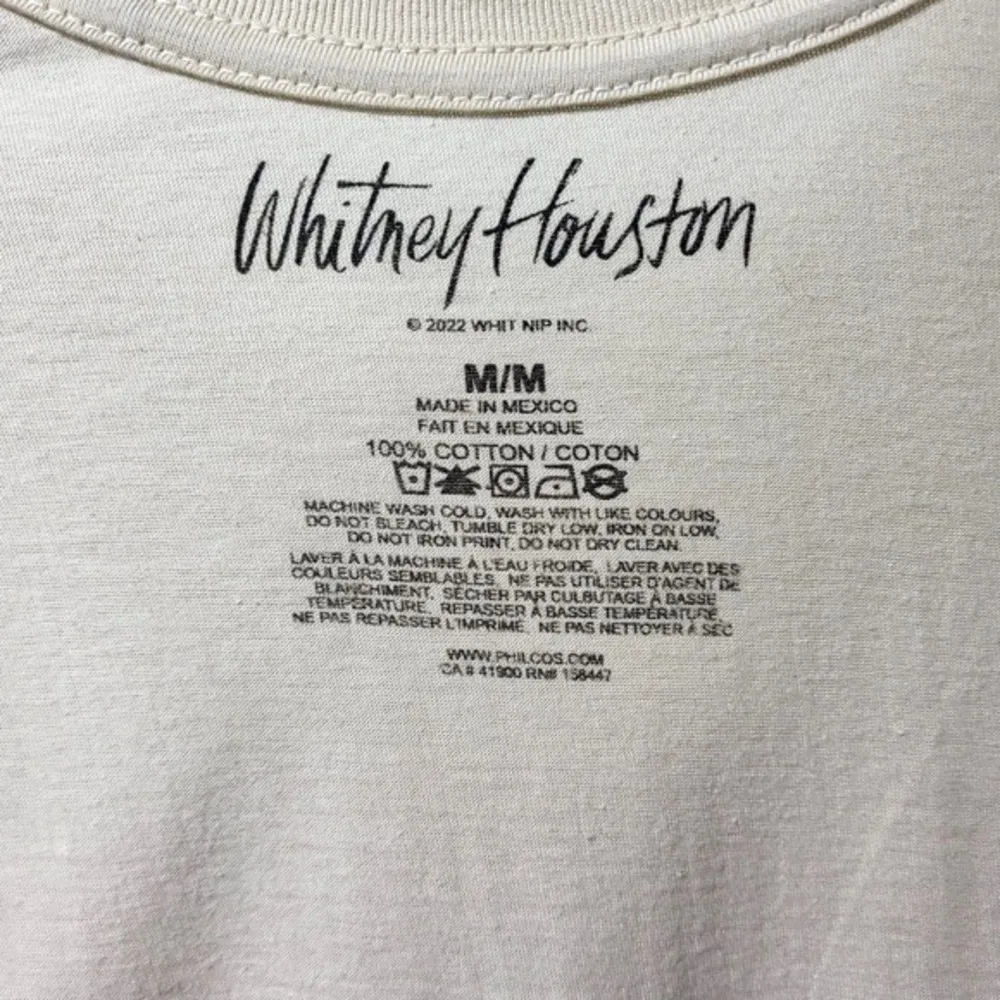 Whitney Houston
© 2022 WHIT NIP INC.
M/M
MADE IN MEXICO
FAIT EN MEXIQUE
100% COTTON / COTON
MACHINE WASH COLD, WASH WITH LIKE COLOURS,
DO NOT BLEACH, TUMBLE DRY LOW, IRON ON LOW,
DO NOT IRON PRINT, DO NOT DRY CLEAN.
LAVER À LA MACHINE À L'EAU FROIDE, LAVER AVEC DES
COULEURS SEMBLABLES, NE PAS UTILISER D'AGENT DE
BLANCHIMENT, SÉCHER PAR CULBUTAGE À BASSE
TEMPÉRATURE, REPASSER À BASSE TEMPÉRATURE,
NE PAS REPASSER L'IMPRIMÉ, NE PAS NETTOYER À SEC
WWW.PHILCOS.COM
CA# 41900 RN# 158447